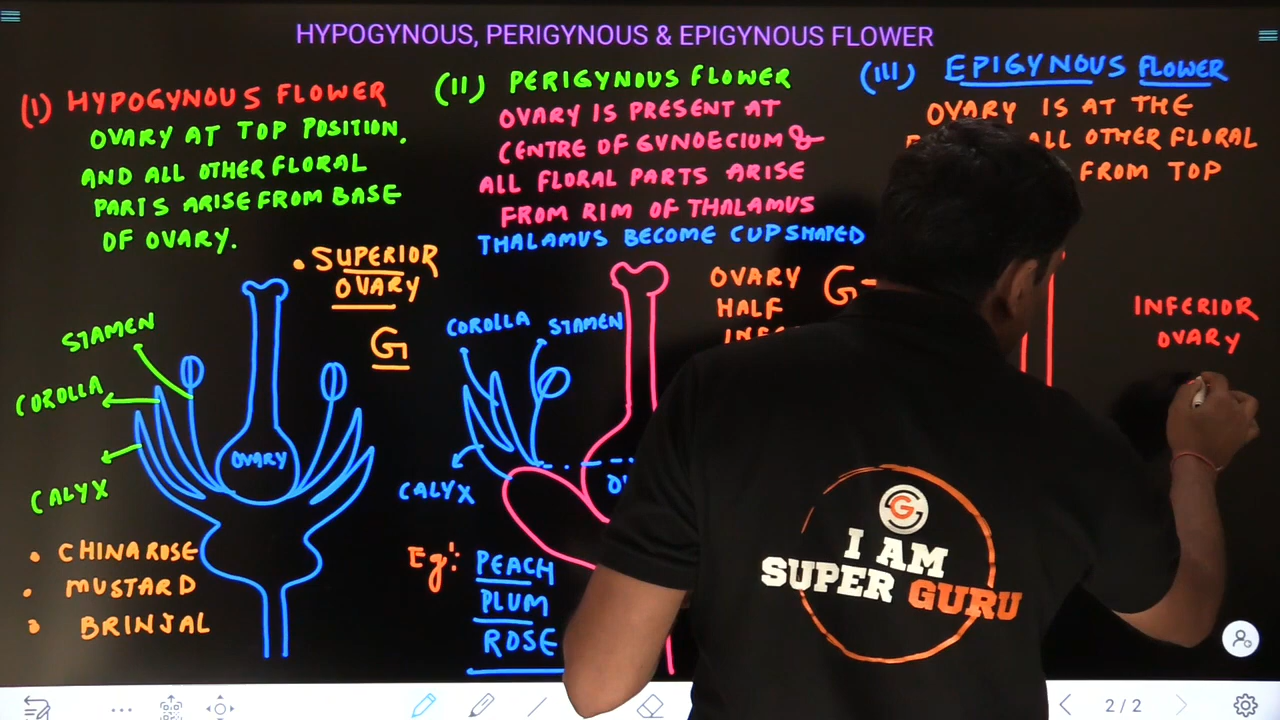 HYPOGYNOUS, PERIGYNOUS & EPIGYNOUS FLOWER
(I) HYPOGYNOUS FLOWER
OVARY AT TOP POSITION.
AND ALL OTHER FLORAL
PARTS ARISE FROM BASE
OF OVARY.
• SUPERIOR
OVARY
G
STAMEN
COROLLA
CALYX
OVARY
• CHINA ROSE
• MUSTARD
• BRINJAL
(II) PERIGYNOUS FLOWER
OVARY IS PRESENT AT
CENTRE OF GYNOECIUM &
ALL FLORAL PARTS ARISE
FROM RIM OF THALAMUS
THALAMUS BECOME CUP SHAPED
OVARY G-
HALF
COROLLA STAMEN
CALYX
Eg: PEACH
PLUM
ROSE
(III) EPIGYNOUS FLOWER
OVARY IS AT THE
ALL OTHER FLORAL
FROM TOP
INFERIOR
OVARY
G
I AM
SUPER GURU
2/2